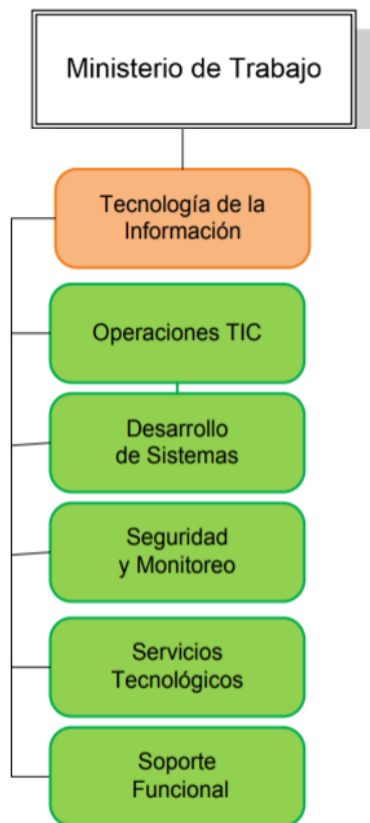 Ministerio de Trabajo
Tecnología de la
Información
Operaciones TIC
Desarrollo
de Sistemas
Seguridad
y Monitoreo
Servicios
Tecnológicos
Soporte
Funcional